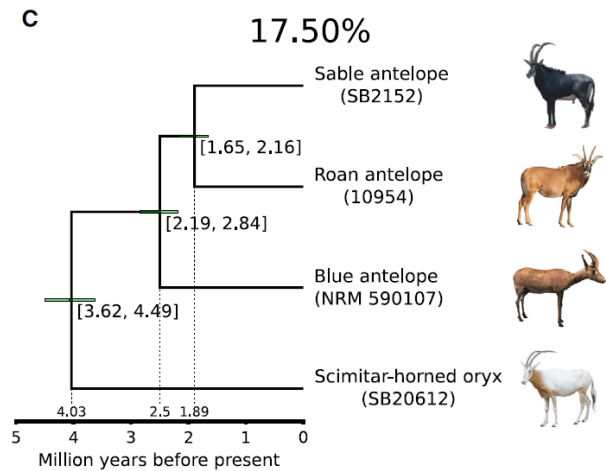 C
17.50%
Sable antelope
(SB2152)
[1.65, 2.16]
Roan antelope
(10954)
[2.19, 2.84]
Blue antelope
(NRM 590107)
[3.62, 4.49]
Scimitar-horned oryx
(SB20612)
4.03 2.5 1.89
5 4 3 2 1 0
Million years before present